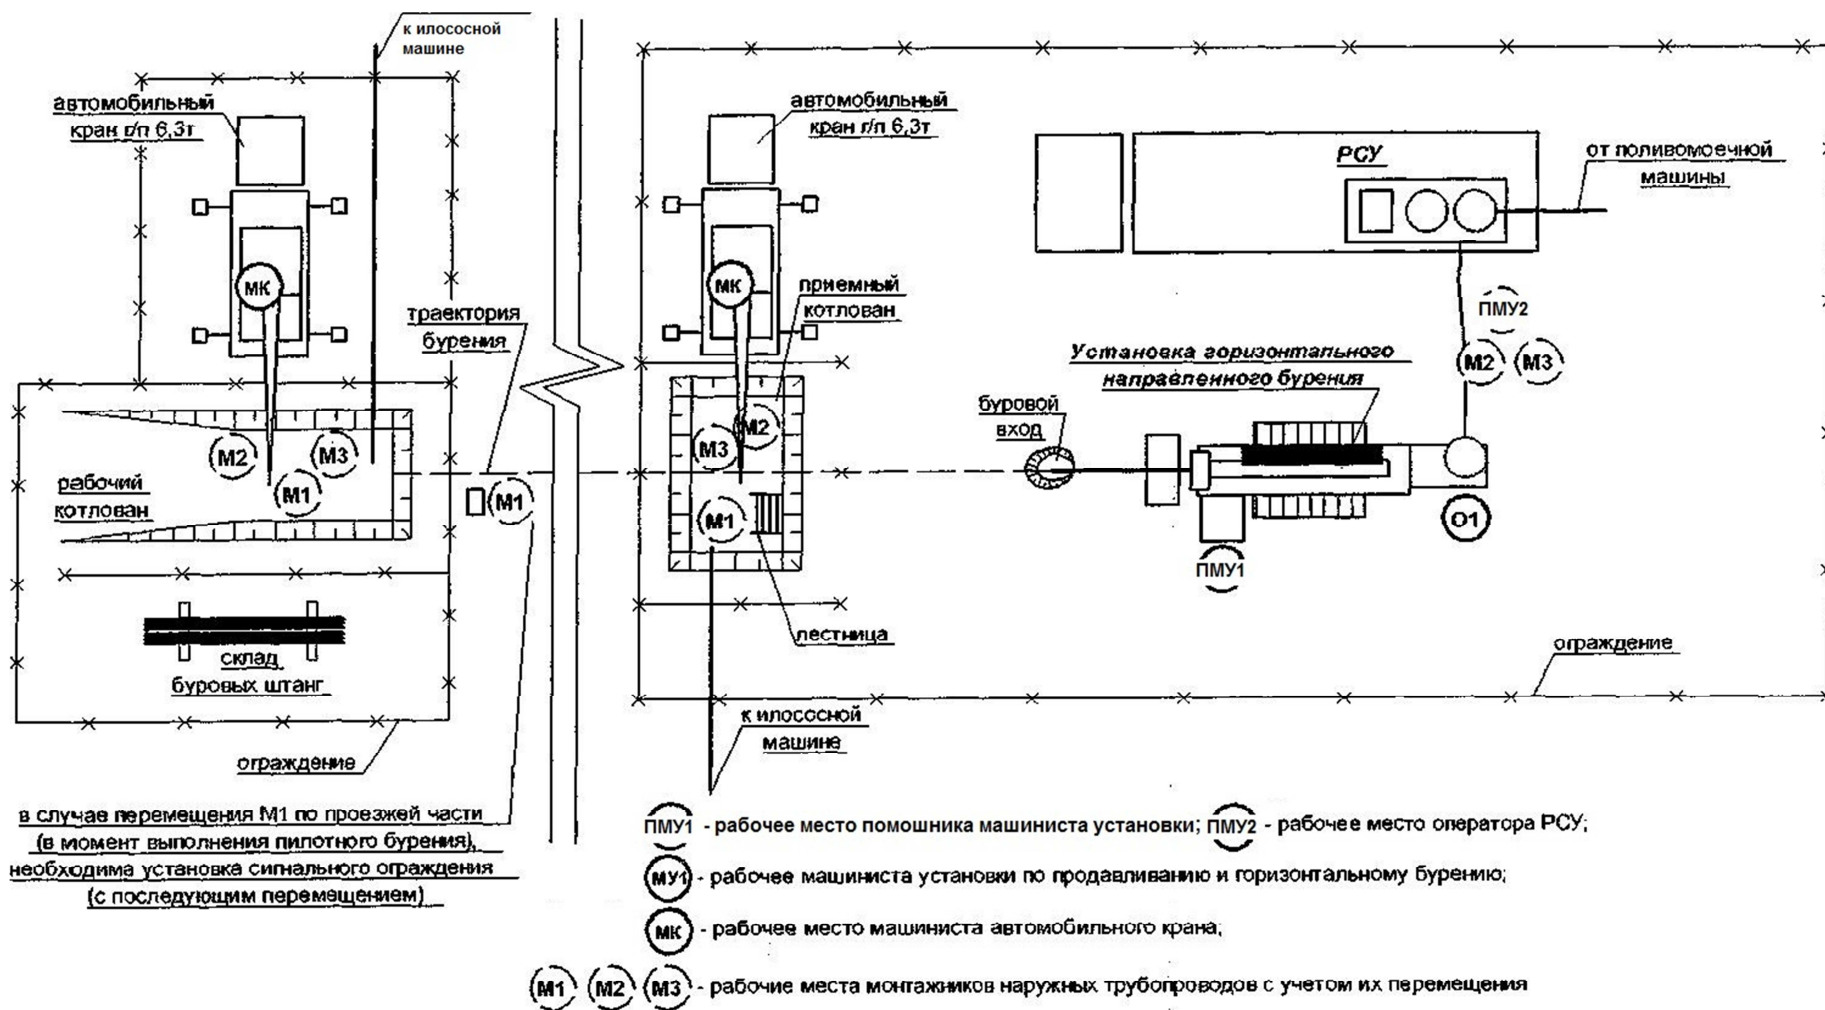 к илососной
машине
автомобильный
кран г/п 6,3т
МК
траектория
бурения
М2
М3
М1
рабочий
котлован
М1
склад
буровых штанг
ограждение
в случае перемещения М1 по проезжей части
(в момент выполнения пилотного бурения),
необходима установка сигнального ограждения
(с последующим перемещением)
автомобильный
кран г/п 6,3т
МК
приемный
котлован
М2
М3
М1
лестница
к илососной
машине
РСУ
от поливомоечной
машины
ПМУ2
М2 М3
Установка горизонтального
направленного бурения
буровой
вход
О1
ПМУ1
ограждение
ПМУ1 - рабочее место помошника машиниста установки; ПМУ2 - рабочее место оператора РСУ;
МУ1 - рабочее машиниста установки по продавливанию и горизонтальному бурению;
МК - рабочее место машиниста автомобильного крана;
М1 М2 М3 - рабочие места монтажников наружных трубопроводов с учетом их перемещения